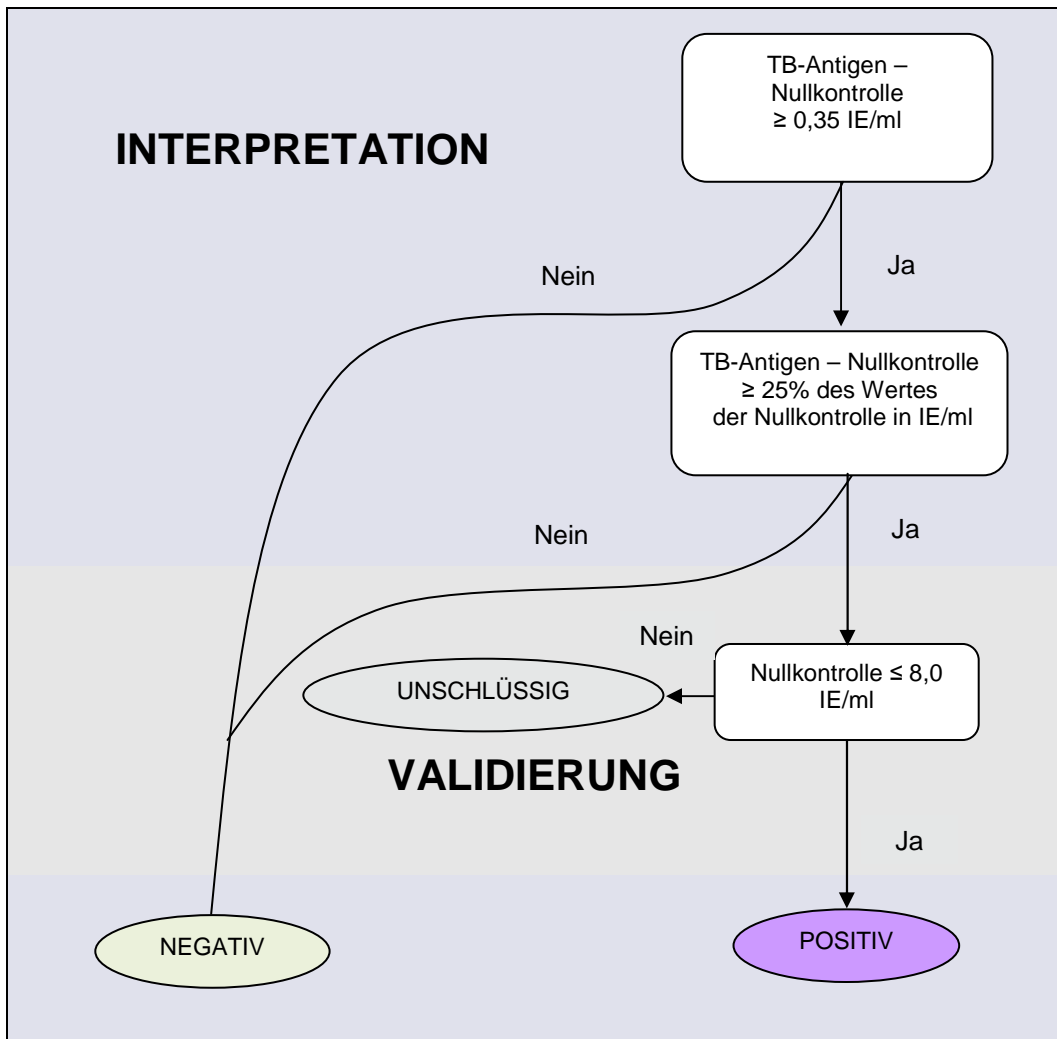 TB-Antigen –
Nullkontrolle
≥ 0,35 IE/ml
INTERPRETATION
Nein
Ja
TB-Antigen – Nullkontrolle
≥ 25% des Wertes
der Nullkontrolle in IE/ml
Nein
Ja
Nein
UNSCHLÜSSIG
Nullkontrolle ≤ 8,0
IE/ml
VALIDIERUNG
Ja
NEGATIV
POSITIV